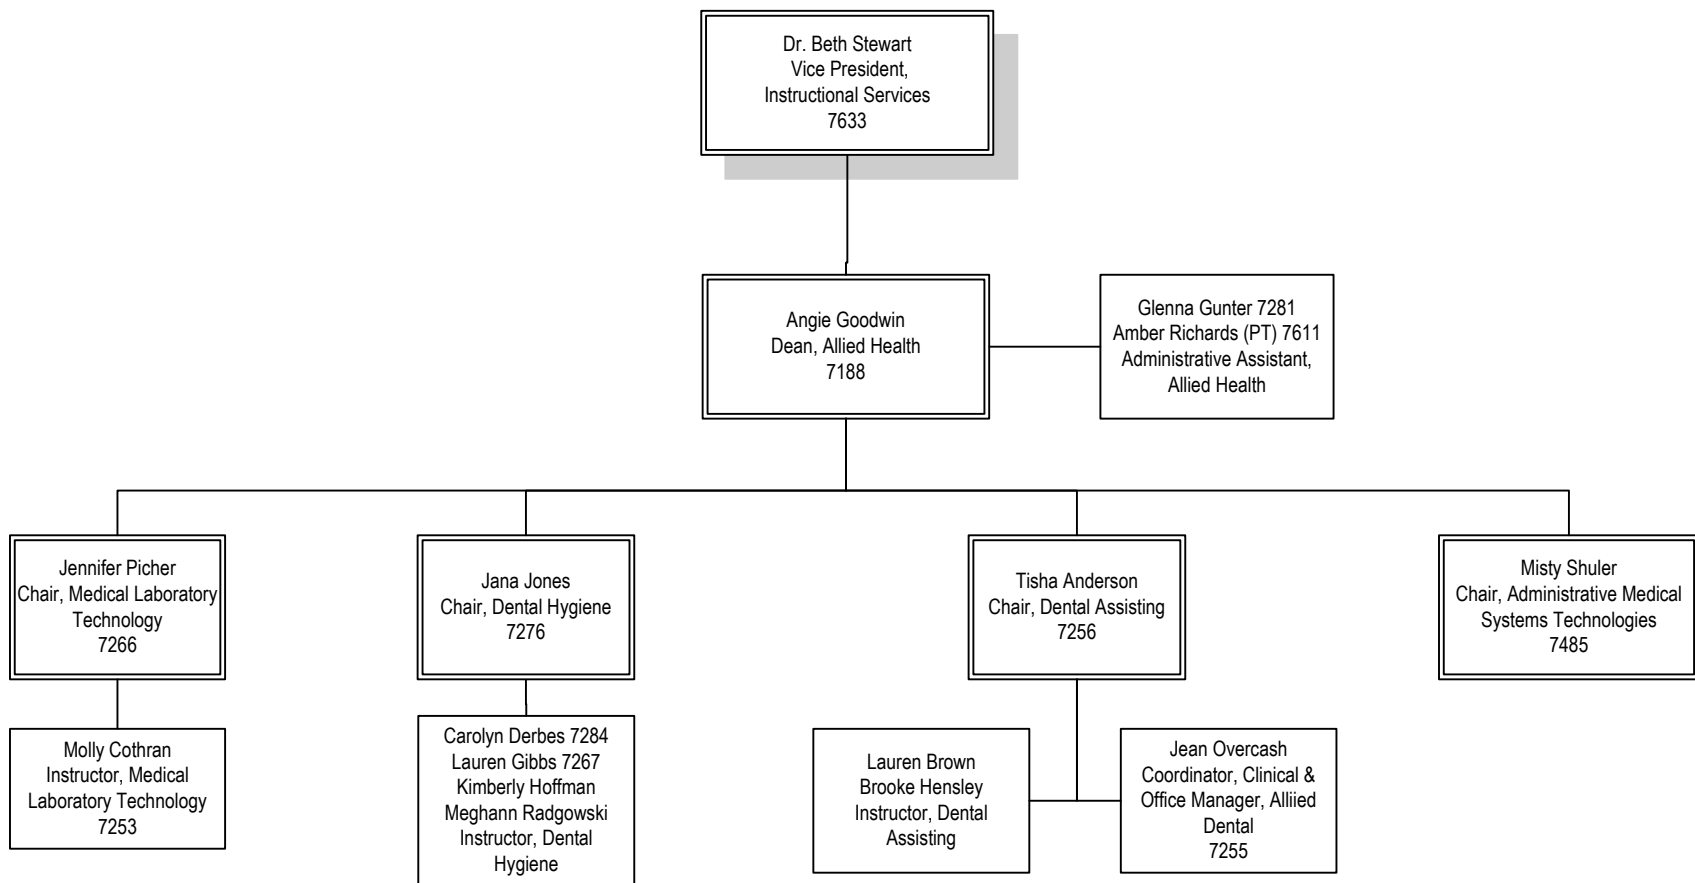 Dr. Beth Stewart
Vice President,
Instructional Services
7633
Angie Goodwin
Dean, Allied Health
7188
Glenna Gunter 7281
Amber Richards (PT) 7611
Administrative Assistant,
Allied Health
Jennifer Picher
Chair, Medical Laboratory
Technology
7266
Jana Jones
Chair, Dental Hygiene
7276
Tisha Anderson
Chair, Dental Assisting
7256
Misty Shuler
Chair, Administrative Medical
Systems Technologies
7485
Molly Cothran
Instructor, Medical
Laboratory Technology
7253
Carolyn Derbes 7284
Lauren Gibbs 7267
Kimberly Hoffman
Meghann Radgowski
Instructor, Dental
Hygiene
Lauren Brown
Brooke Hensley
Instructor, Dental
Assisting
Jean Overcash
Coordinator, Clinical &
Office Manager, Alliied
Dental
7255